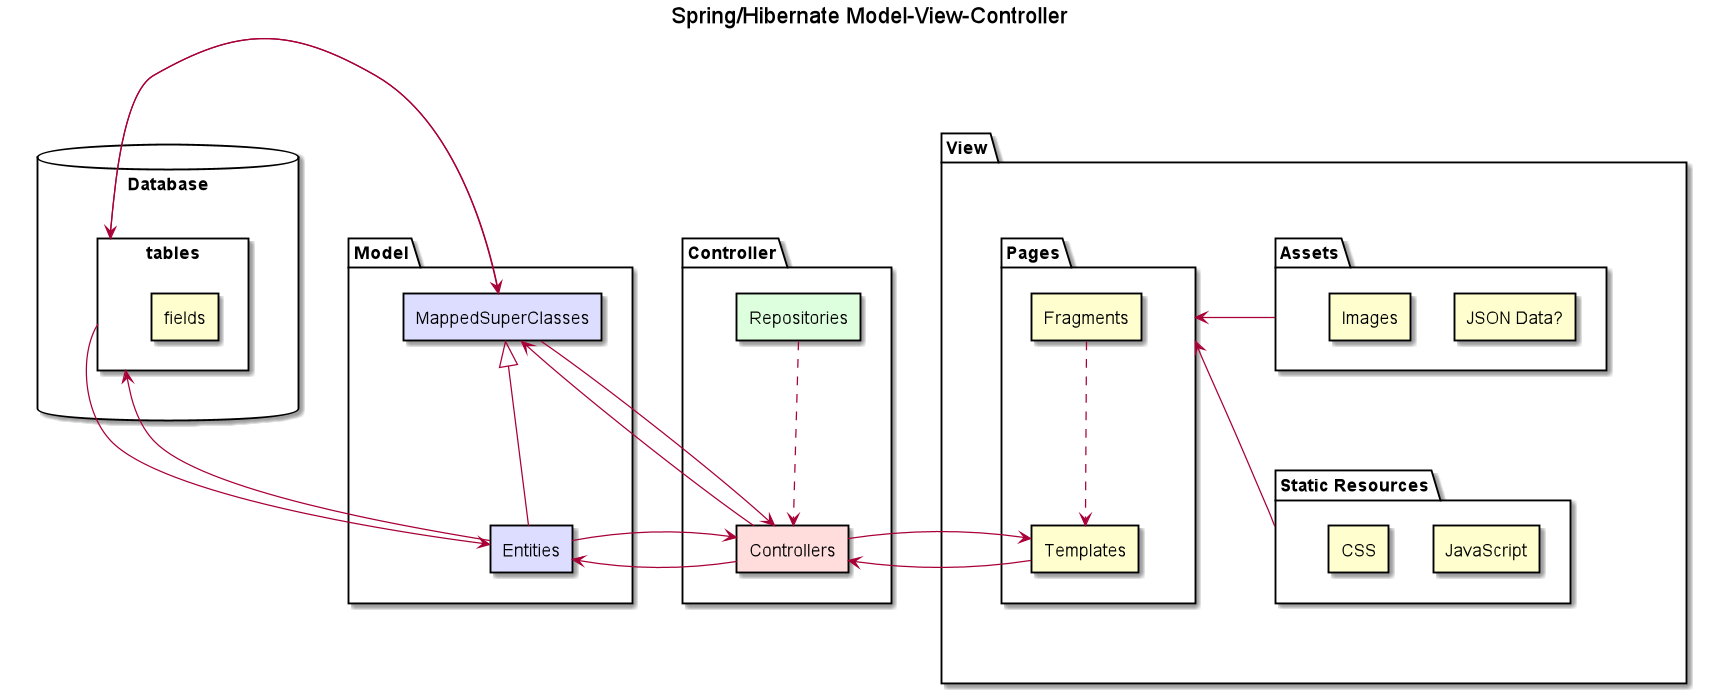 Spring/Hibernate Model-View-Controller
Database
tables
fields
Model
MappedSuperClasses
Entities
Controller
Repositories
Controllers
View
Pages
Fragments
Templates
Assets
Images
JSON Data?
Static Resources
CSS
JavaScript